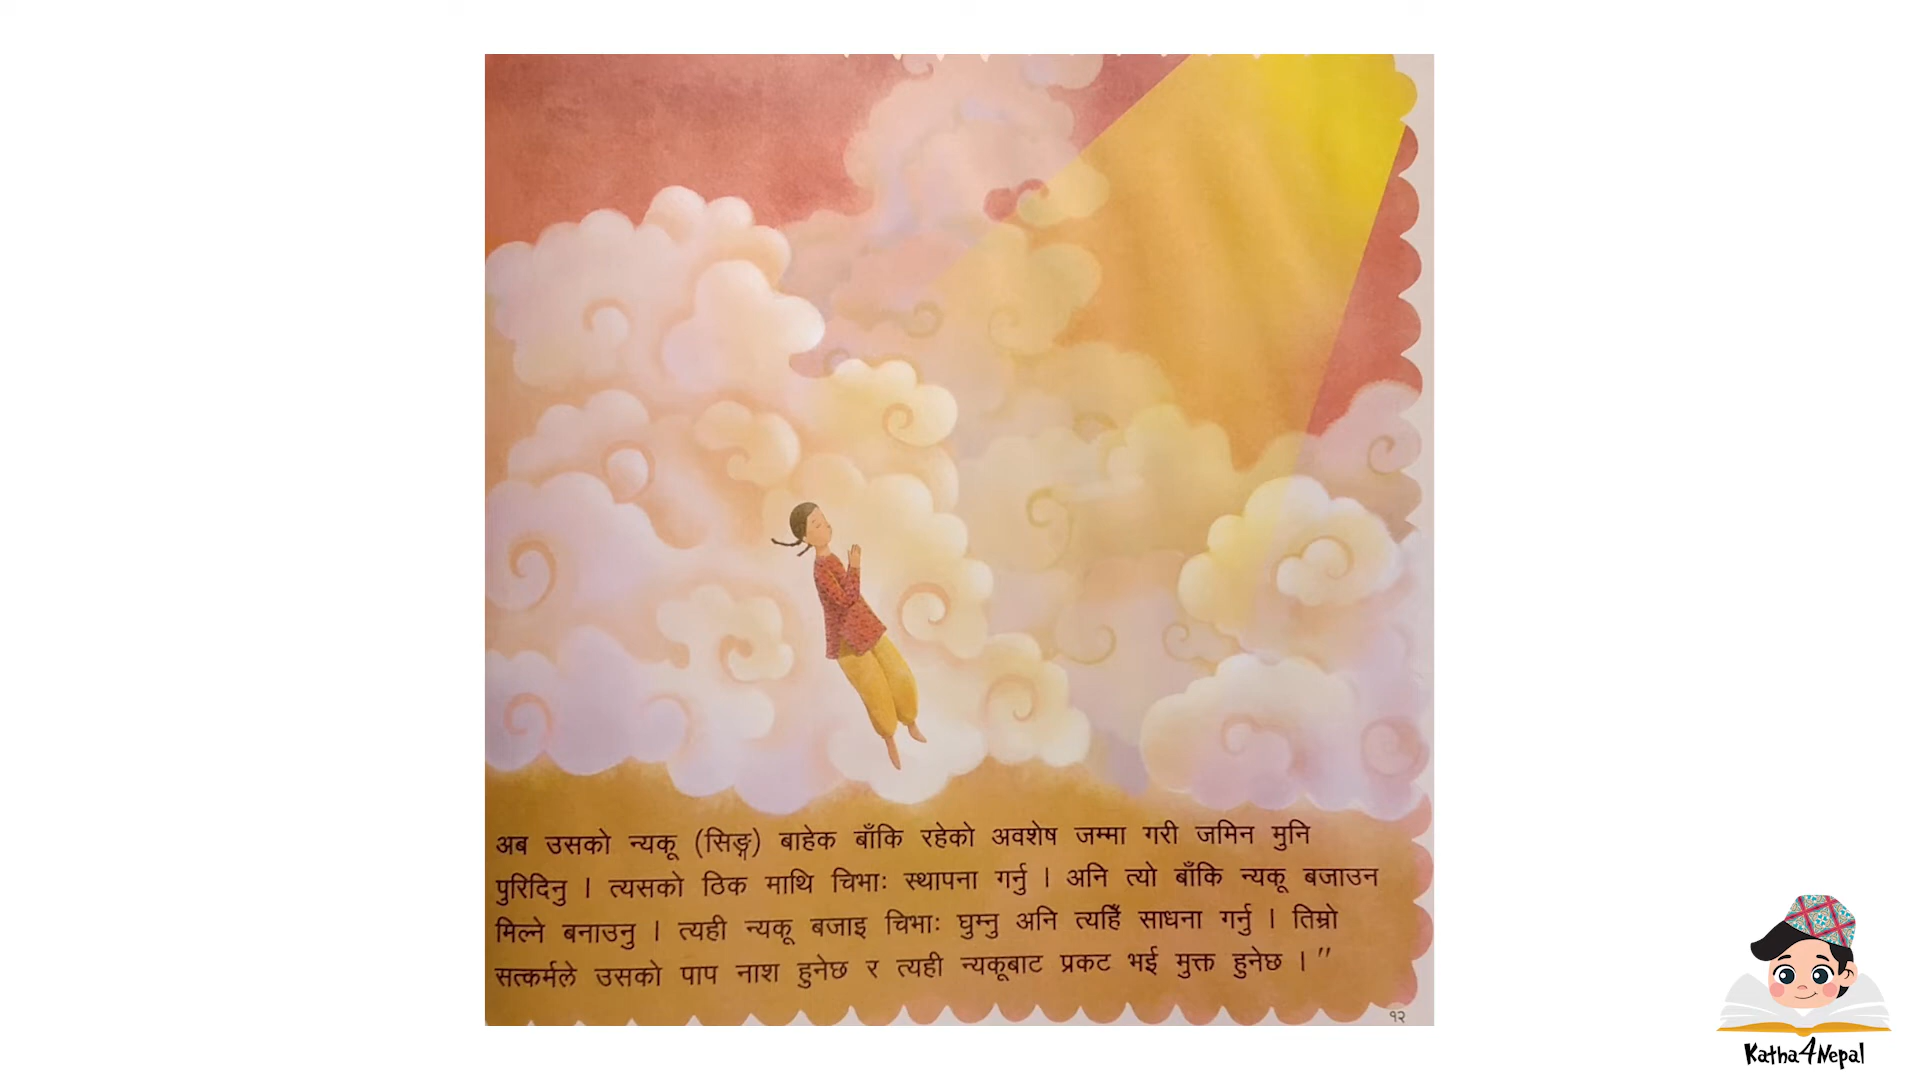 अब उसको न्यकू (सिङ्ग) बाहेक बाँकि रहेको अवशेष जम्मा गरी जमिन मुनि
पुरिदिनु । त्यसको ठिक माथि चिभाः स्थापना गर्नु । अनि त्यो बाँकि न्यकू बजाउन
मिल्ने बनाउनु । त्यही न्यकू बजाइ चिभाः घुम्नु अनि त्यहिँ साधना गर्नु । तिम्रो
सत्कर्मले उसको पाप नाश हुनेछ र त्यही न्यकूबाट प्रकट भई मुक्त हुनेछ ।”
१२
Katha4Nepal